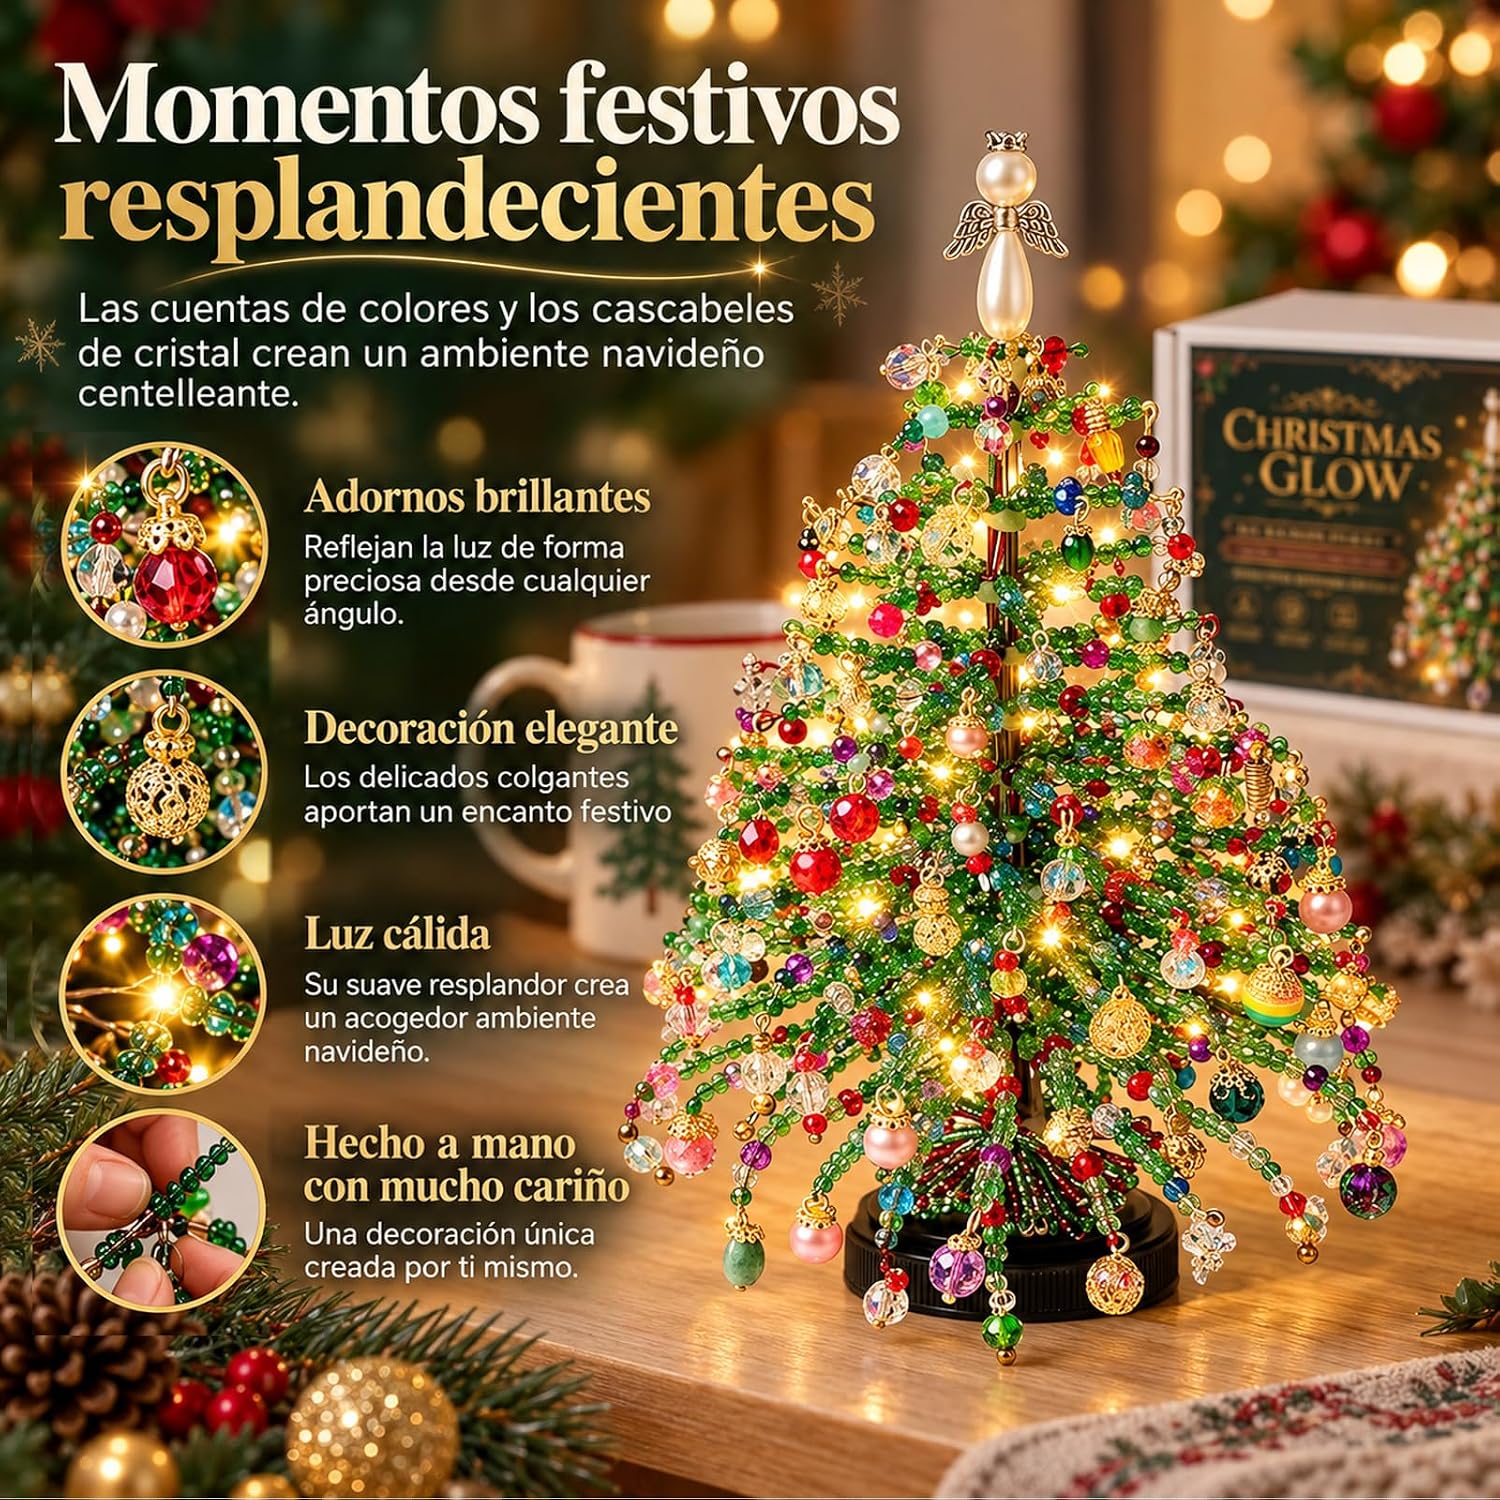 Momentos festivos
resplandecientes
Las cuentas de colores y los cascabeles
de cristal crean un ambiente navideño
centelleante.
Adornos brillantes
Reflejan la luz de forma
preciosa desde cualquier
ángulo.
Decoración elegante
Los delicados colgantes
aportan un encanto festivo
Luz cálida
Su suave resplandor crea
un acogedor ambiente
navideño.
Hecho a mano
con mucho cariño
Una decoración única
creada por ti mismo.
CHRISTMAS
GLOW